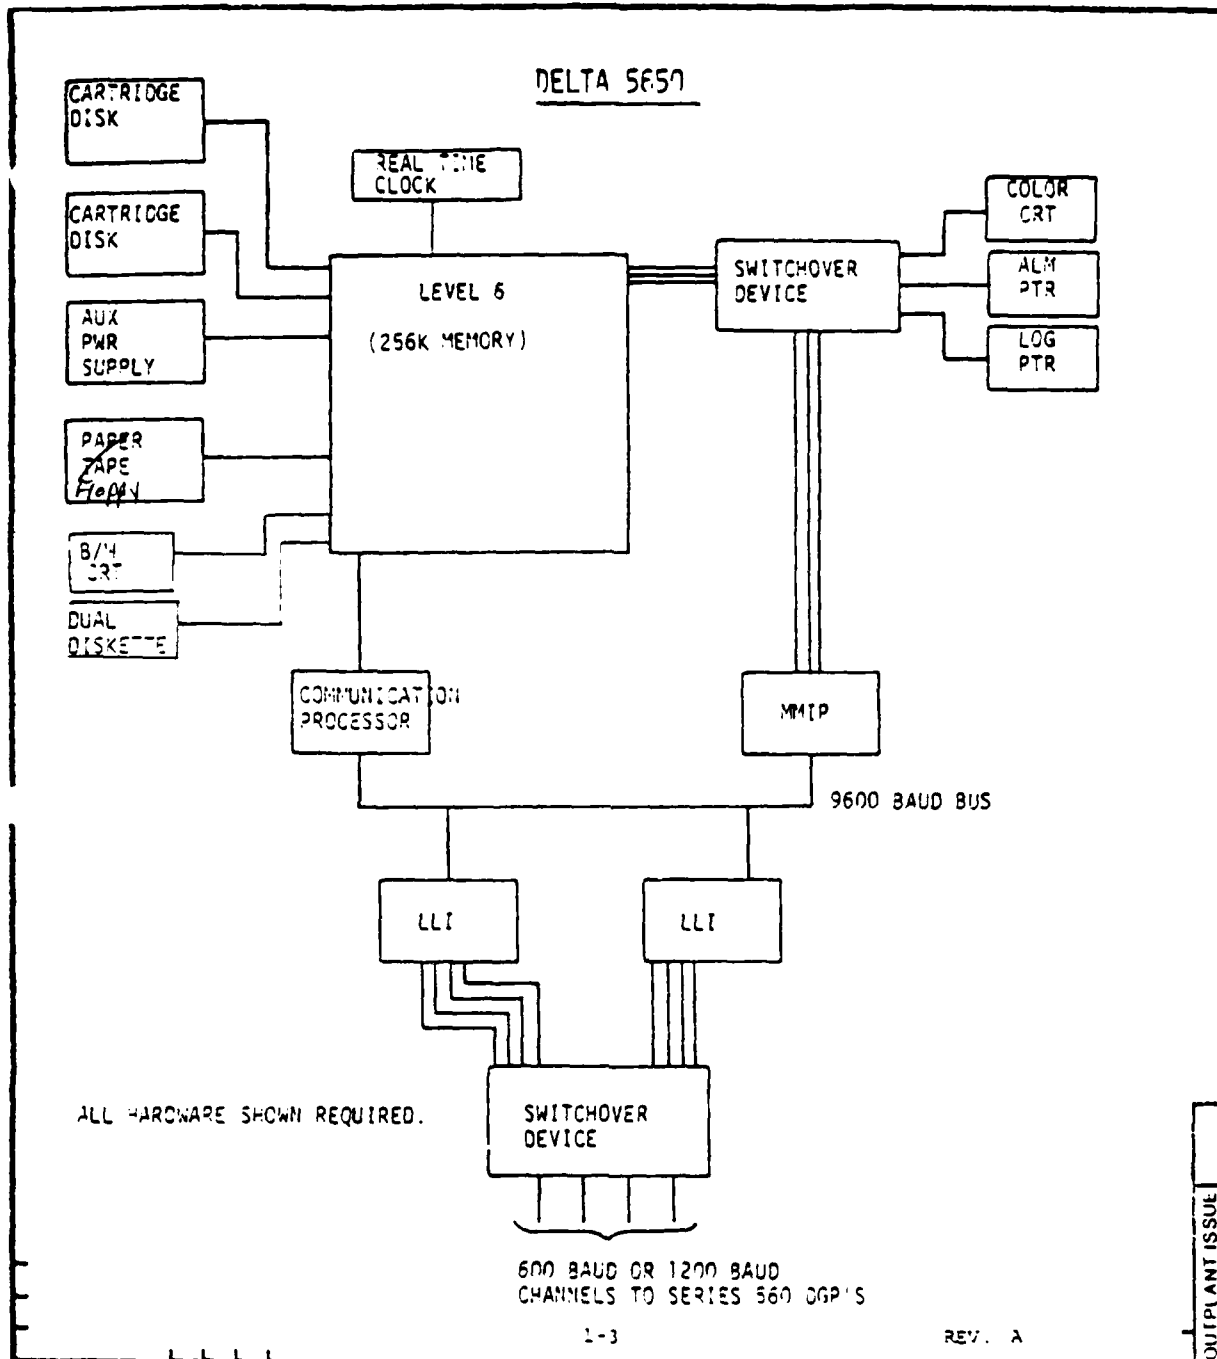 DELTA 5650
CARTRIDGE
DISK
REAL TIME
CLOCK
CARTRIDGE
DISK
COLOR
CRT
SWITCHOVER
DEVICE
ALM
PTR
LEVEL 6
(256K MEMORY)
AUX
PWR
SUPPLY
LOG
PTR
PAPER
TAPE
Floppy
B/W
CRT
DUAL
DISKETTE
COMMUNICATION
PROCESSOR
MMIP
9600 BAUD BUS
LLI
LLI
ALL HARDWARE SHOWN REQUIRED.
SWITCHOVER
DEVICE
600 BAUD OR 1200 BAUD
CHANNELS TO SERIES 560 DGP'S
1-3
REV. A
OUTPLANT ISSUE